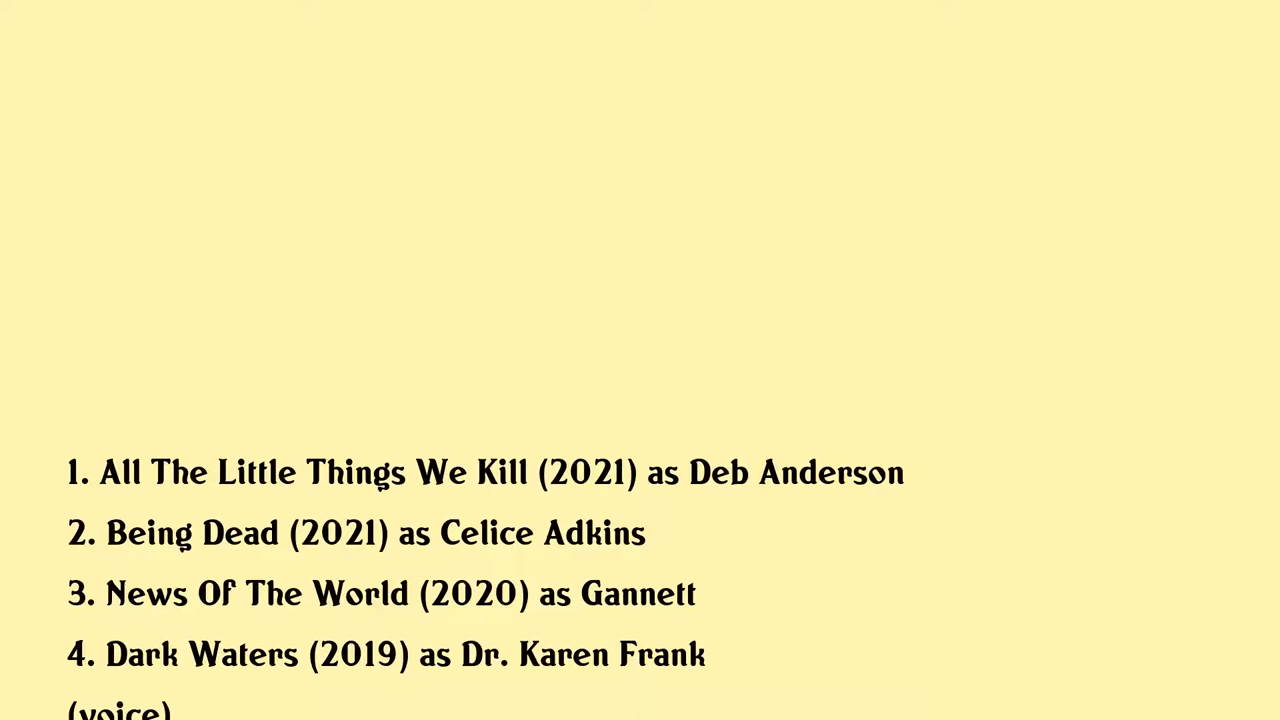 1. All The Little Things We Kill (2021) as Deb Anderson
2. Being Dead (2021) as Celice Adkins
3. News Of The World (2020) as Gannett
4. Dark Waters (2019) as Dr. Karen Frank
(voice)